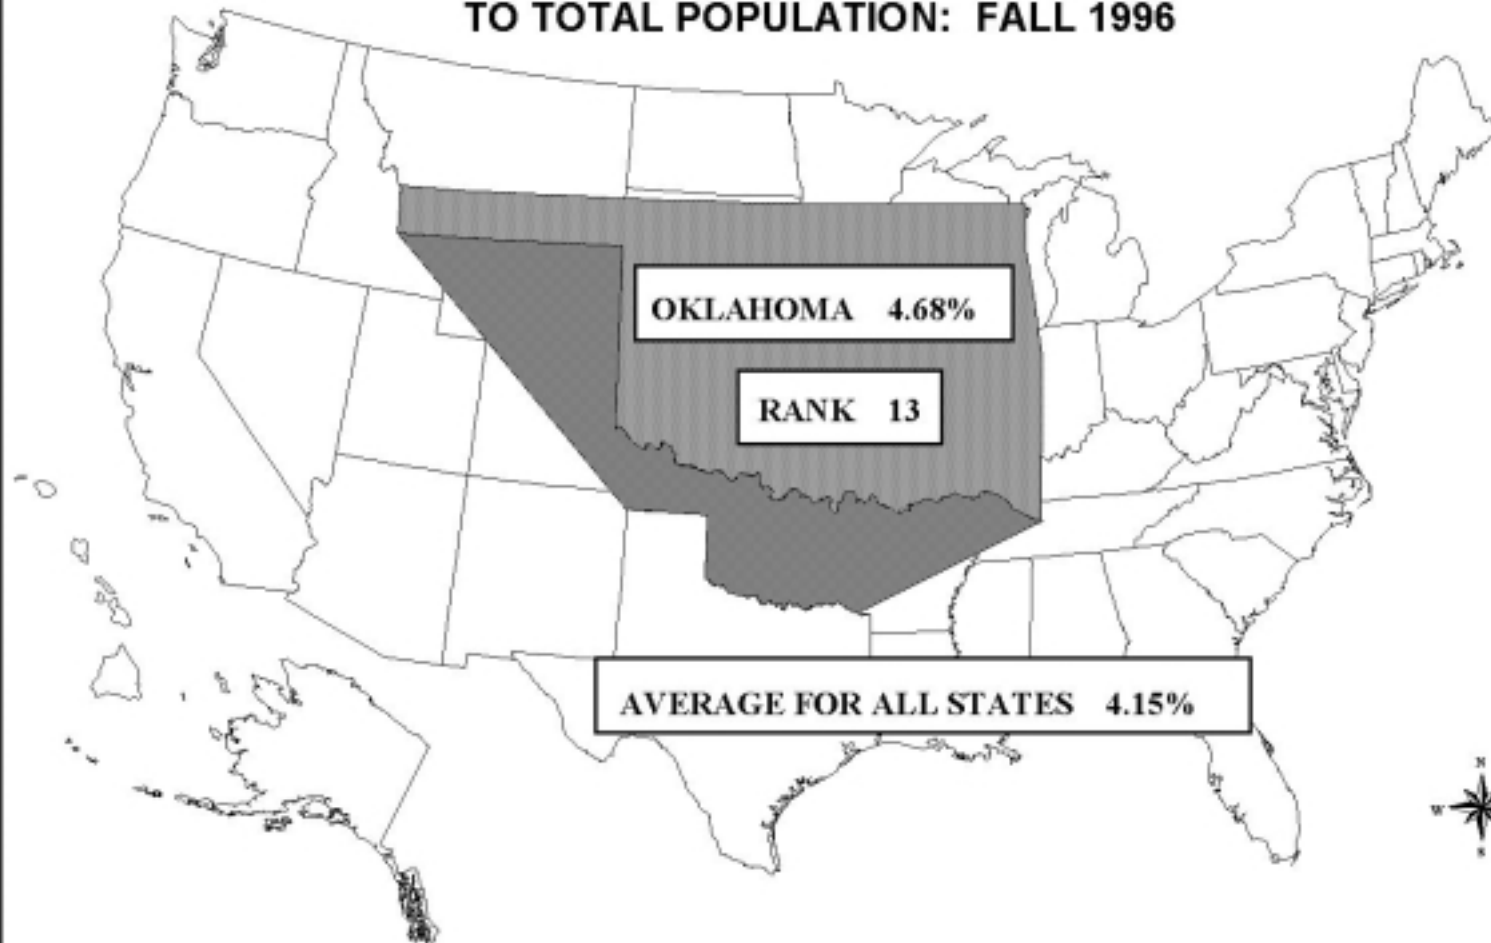 TO TOTAL POPULATION: FALL 1996
OKLAHOMA 4.68%
RANK 13
AVERAGE FOR ALL STATES 4.15%
N
W
S